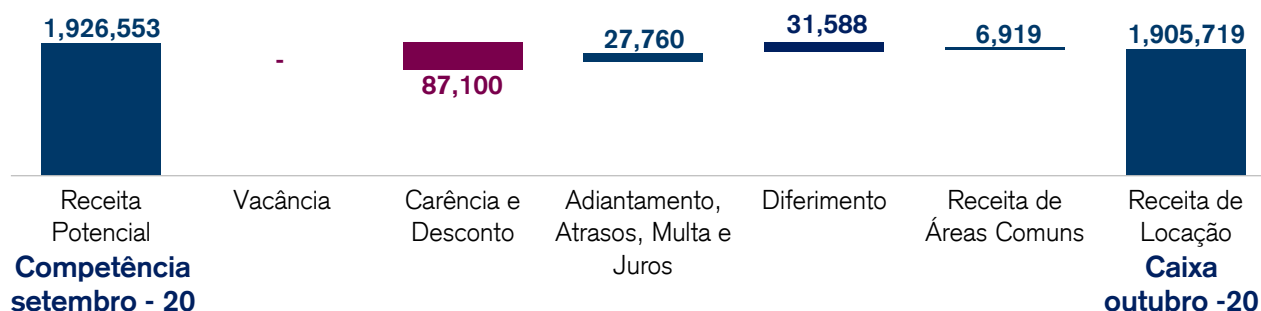 1,926,553
-
87,100
27,760
31,588
6,919
1,905,719
Receita
Potencial
Competência
setembro - 20
Vacância
Carência e
Desconto
Adiantamento,
Atrasos, Multa e
Juros
Diferimento
Receita de
Áreas Comuns
Receita de
Locação
Caixa
outubro -20